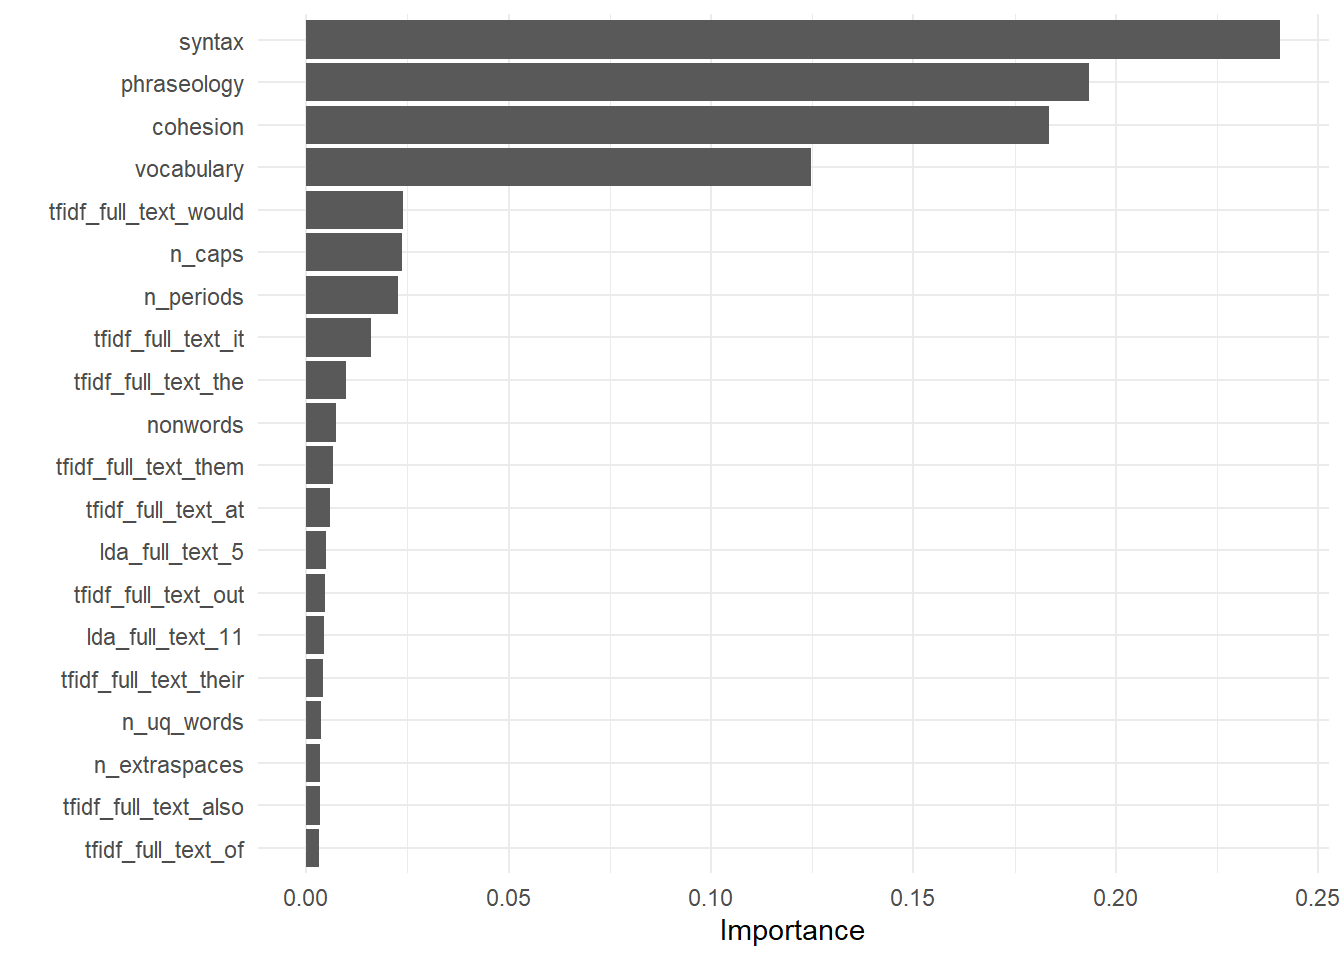 syntax
phraseology
cohesion
vocabulary
tfidf_full_text_would
n_caps
n_periods
tfidf_full_text_it
tfidf_full_text_the
nonwords
tfidf_full_text_them
tfidf_full_text_at
lda_full_text_5
tfidf_full_text_out
lda_full_text_11
tfidf_full_text_their
n_uq_words
n_extraspaces
tfidf_full_text_also
tfidf_full_text_of
0.00 0.05 0.10 0.15 0.20 0.25
Importance